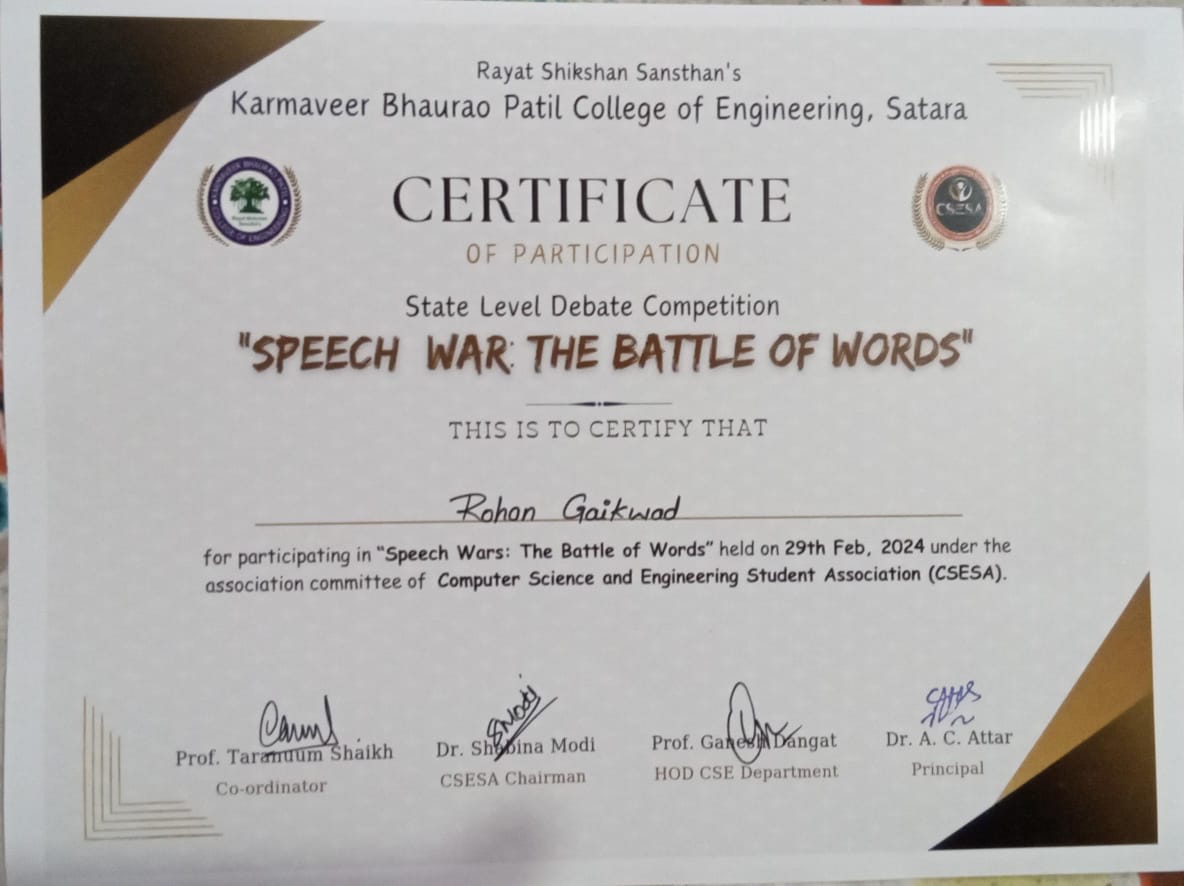 Rayat Shikshan Sansthan's
Karmaveer Bhaurao Patil College of Engineering, Satara
CERTIFICATE
OF PARTICIPATION
CSESA
State Level Debate Competition
"SPEECH WAR: THE BATTLE OF WORDS"
THIS IS TO CERTIFY THAT
Rohan Gaikwad
for participating in "Speech Wars: The Battle of Words" held on 29th Feb, 2024 under the
association committee of Computer Science and Engineering Student Association (CSESA).
SModi
Prof. Taranuum Shaikh
Co-ordinator
Dr. Shabina Modi
CSESA Chairman
Prof. Ganesh Dangat
HOD CSE Department
Dr. A. C. Attar
Principal